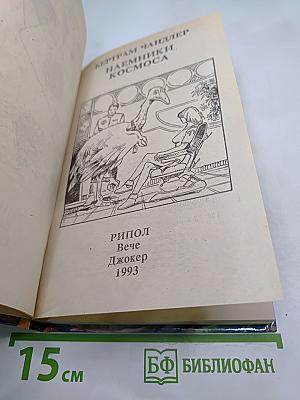 БЕРТРАМ ЧАНДЛЕР
НАЕМНИКИ
КОСМОСА
РИПОЛ
Вече
Джокер
1993
15 см
БФ БИБЛИОФАН